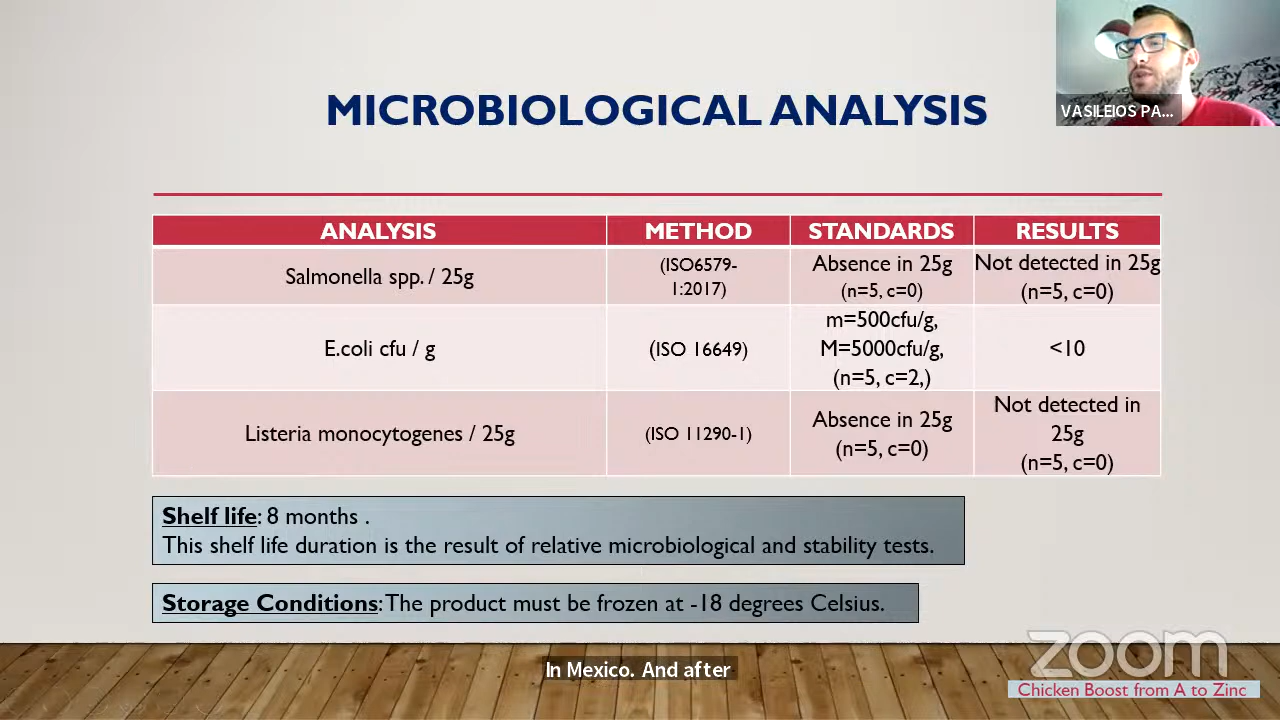 MICROBIOLOGICAL ANALYSIS
VASILEIOS PA...
ANALYSIS METHOD STANDARDS RESULTS
Salmonella spp. / 25g
(ISO6579-
1:2017)
Absence in 25g
(n=5, c=0)
Not detected in 25g
(n=5, c=0)
E.coli cfu / g
(ISO 16649)
m=500cfu/g,
M=5000cfu/g,
(n=5, c=2,)
<10
Listeria monocytogenes / 25g
(ISO 11290-1)
Absence in 25g
(n=5, c=0)
Not detected in
25g
(n=5, c=0)
Shelf life: 8 months .
This shelf life duration is the result of relative microbiological and stability tests.
Storage Conditions: The product must be frozen at -18 degrees Celsius.
In Mexico. And after
zoom
Chicken Boost from A to Zinc